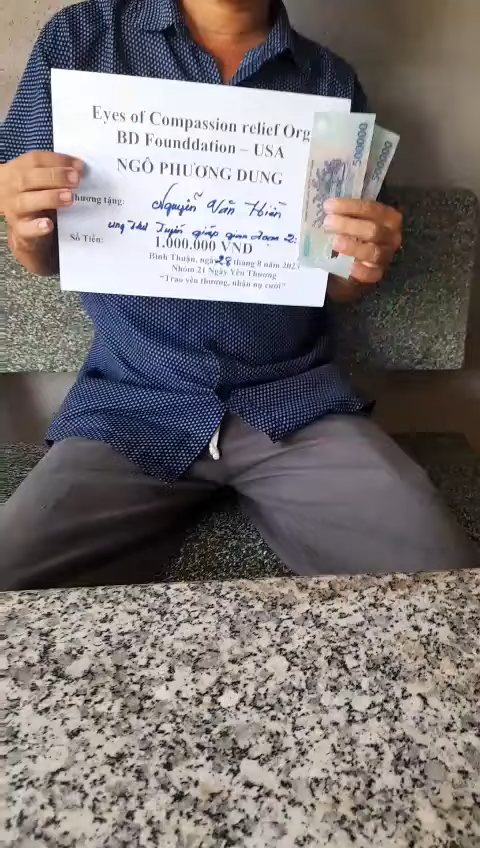 Eyes of Compassion relief Org
BD Founddation – USA
NGÔ PHƯƠNG DUNG
Thương tặng: Nguyễn Văn Hiền
ung thư Tuyến giáp giai đoạn 2
Số Tiền: 1.000.000 VND
Bình Thuận, ngày 28 tháng 8 năm 2023
Nhóm 21 Ngày Yêu Thương
“Trao yêu thương, nhận nụ cười”
500000
500000